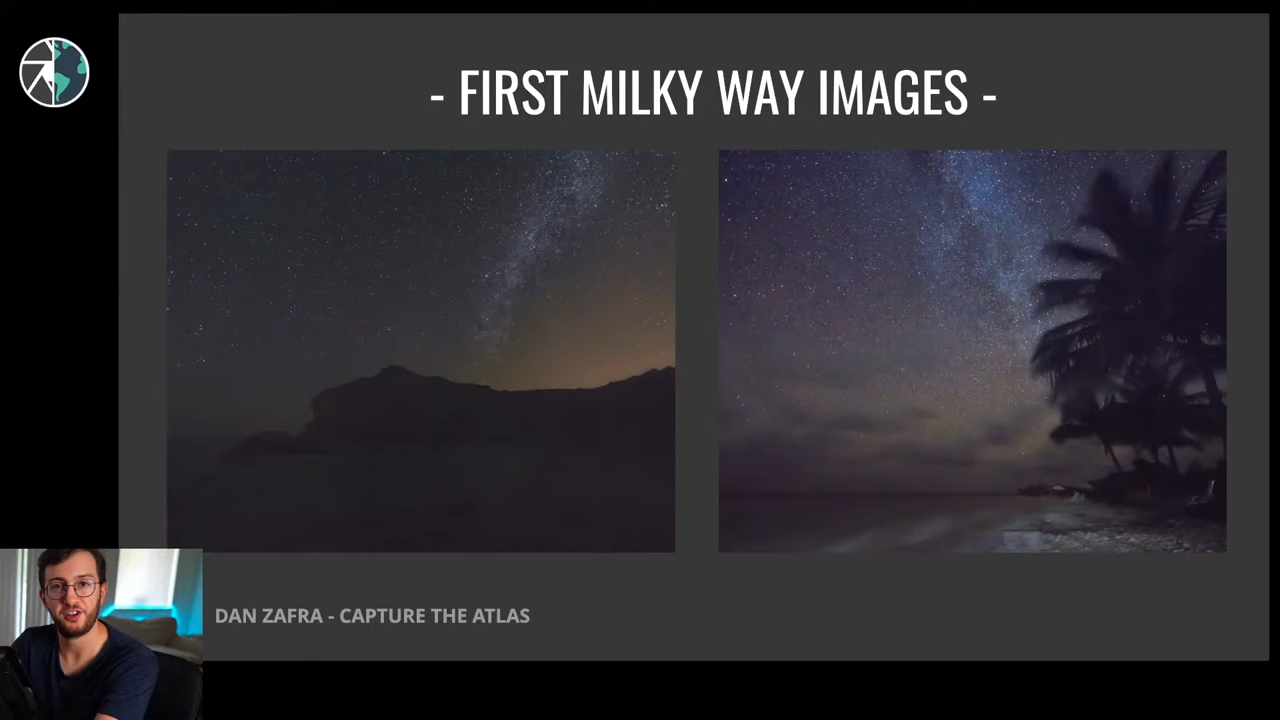 - FIRST MILKY WAY IMAGES -
DAN ZAFRA - CAPTURE THE ATLAS